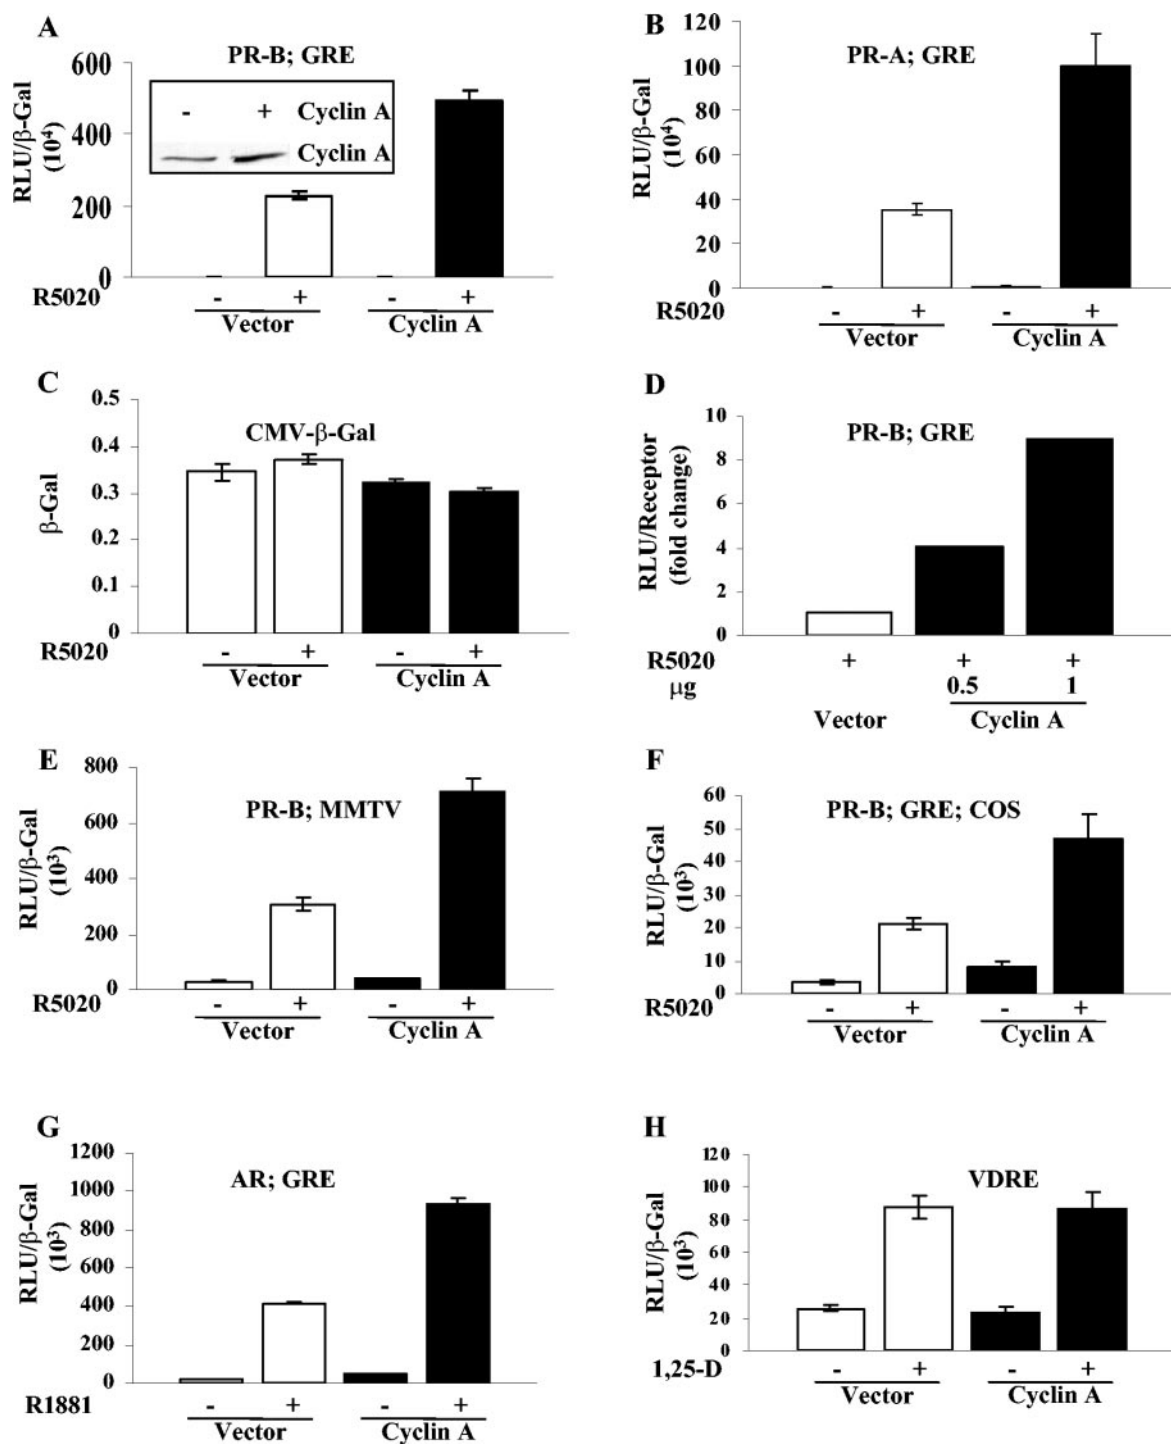 A
PR-B; GRE
RLU/β-Gal
(10⁴)
600
400
200
0
- + Cyclin A
Cyclin A
R5020 - + - +
Vector Cyclin A
B
PR-A; GRE
RLU/β-Gal
(10⁴)
120
100
80
60
40
20
0
R5020 - + - +
Vector Cyclin A
C
CMV-β-Gal
β-Gal
0.5
0.4
0.3
0.2
0.1
0
R5020 - + - +
Vector Cyclin A
D
PR-B; GRE
RLU/Receptor
(fold change)
10
8
6
4
2
0
R5020 + + +
μg 0.5 1
Vector Cyclin A
E
PR-B; MMTV
RLU/β-Gal
(10³)
800
600
400
200
0
R5020 - + - +
Vector Cyclin A
F
PR-B; GRE; COS
RLU/β-Gal
(10³)
60
50
40
30
20
10
0
R5020 - + - +
Vector Cyclin A
G
AR; GRE
RLU/β-Gal
(10³)
1200
1000
800
600
400
200
0
R1881 - + - +
Vector Cyclin A
H
VDRE
RLU/β-Gal
(10³)
120
100
80
60
40
20
0
1,25-D - + - +
Vector Cyclin A